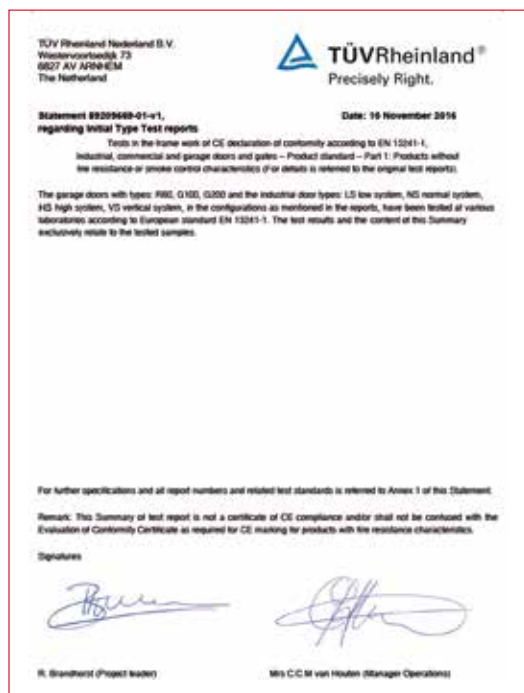 TÜV Rheinland Nederland B.V.
Westervoortsedijk 73
6827 AV ARNHEM
The Netherland
TÜVRheinland®
Precisely Right.
Statement 89209669-01-v1,
regarding Initial Type Test reports
Date: 10 November 2016
Tests in the frame work of CE declaration of conformity according to EN 13241-1,
Industrial, commercial and garage doors and gates – Product standard – Part 1: Products without
fire resistance or smoke control characteristics (For details is referred to the original test reports).
The garage doors with types: R60, G100, G200 and the industrial door types: LS low system, NS normal system,
HS high system, VS vertical system, in the configurations as mentioned in the reports, have been tested at various
laboratories according to European standard EN 13241-1. The test results and the content of this Summary
exclusively relate to the tested samples.
For further specifications and all report numbers and related test standards is referred to Annex 1 of this Statement
Remark: This Summary of test report is not a certificate of CE compliance and/or shall not be confused with the
Evaluation of Conformity Certificate as required for CE marking for products with fire resistance characteristics.
Signatures
R. Brandhorst (Project leader)
Mrs C.C.M van Houten (Manager Operations)